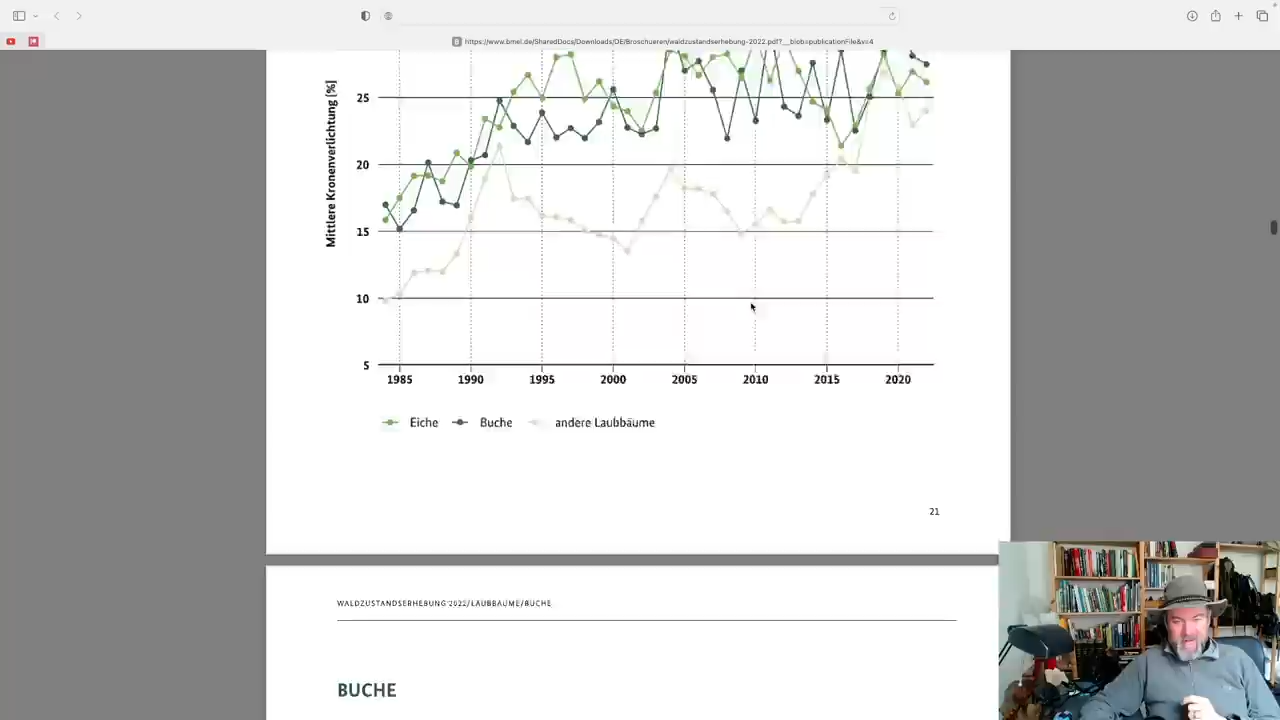 https://www.bmel.de/SharedDocs/Downloads/DE/Broschueren/waldzustandserhebung-2022.pdf?__blob=publicationFile&v=4
Mittlere Kronenverlichtung [%]
25
20
15
10
5
1985 1990 1995 2000 2005 2010 2015 2020
Eiche Buche andere Laubbäume
21
WALDZUSTANDSERHEBUNG 2022/LAUBBÄUME/BUCHE
BUCHE